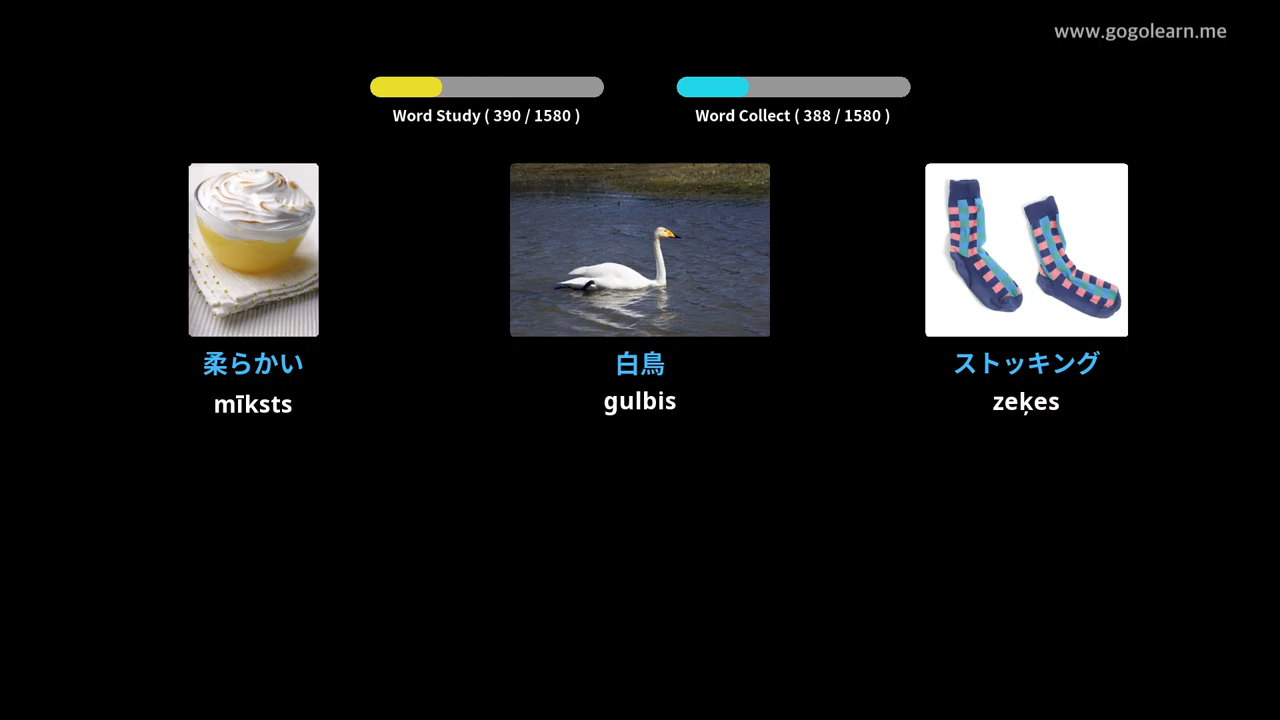 www.gogolearn.me
Word Study ( 390 / 1580 )
Word Collect ( 388 / 1580 )
柔らかい
白鳥
ストッキング
mīksts
gulbis
zeķes